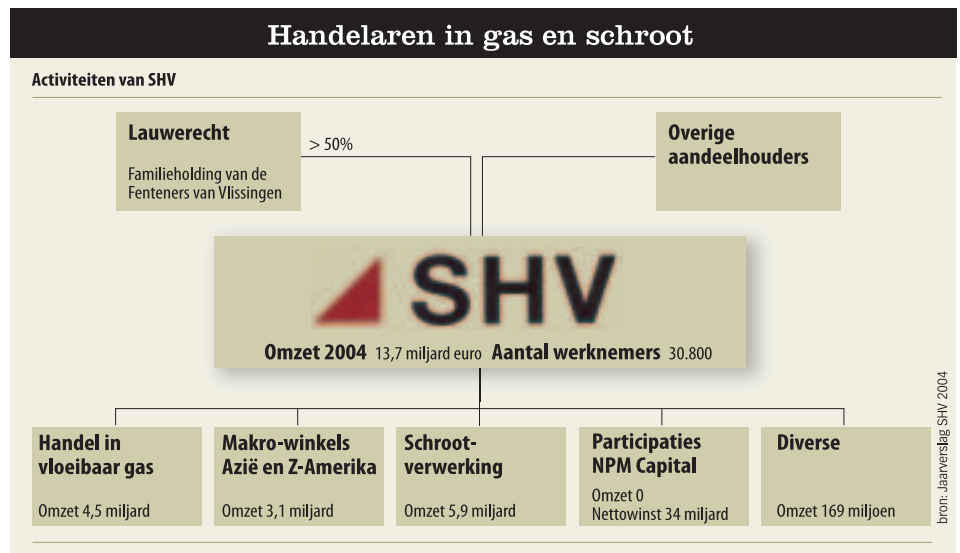 Handelaren in gas en schroot
Activiteiten van SHV
Lauwerecht
Familieholding van de
Fenteners van Vlissingen
> 50%
Overige
aandeelhouders
SHV
Omzet 2004 13,7 miljard euro Aantal werknemers 30.800
Handel in
vloeibaar gas
Omzet 4,5 miljard
Makro-winkels
Azië en Z-Amerika
Omzet 3,1 miljard
Schroot-
verwerking
Omzet 5,9 miljard
Participaties
NPM Capital
Omzet 0
Nettowinst 34 miljard
Diverse
Omzet 169 miljoen
bron: Jaarverslag SHV 2004